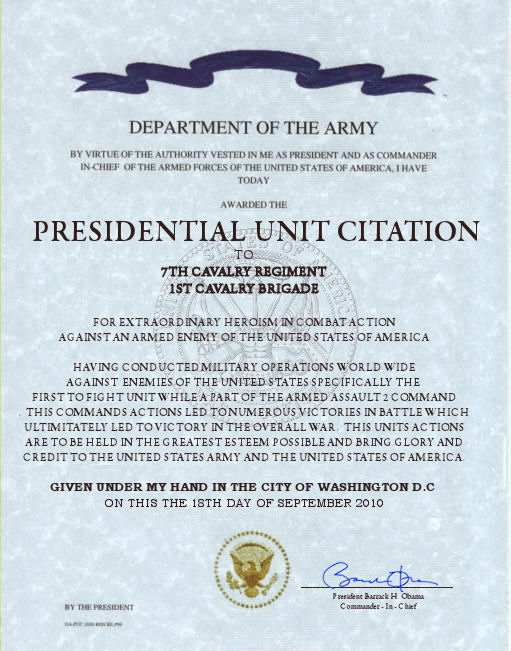 DEPARTMENT OF THE ARMY
BY VIRTUE OF THE AUTHORITY VESTED IN ME AS PRESIDENT AND AS COMMANDER
IN-CHIEF OF THE ARMED FORCES OF THE UNITED STATES OF AMERICA, I HAVE
TODAY
AWARDED THE
PRESIDENTIAL UNIT CITATION
TO
7TH CAVALRY REGIMENT
1ST CAVALRY BRIGADE
FOR EXTRAORDINARY HEROISM IN COMBAT ACTION
AGAINST AN ARMED ENEMY OF THE UNITED STATES OF AMERICA
HAVING CONDUCTED MILITARY OPERATIONS WORLD WIDE
AGAINST ENEMIES OF THE UNITED STATES SPECIFICALLY THE
FIRST TO FIGHT UNIT WHILE A PART OF THE ARMED ASSAULT 2 COMMAND
. THIS COMMANDS ACTIONS LED TO NUMEROUS VICTORIES IN BATTLE WHICH
ULTIMITATELY LED TO VICTORY IN THE OVERALL WAR. THIS UNITS ACTIONS
ARE TO BE HELD IN THE GREATEST ESTEEM POSSIBLE AND BRING GLORY AND
CREDIT TO THE UNITED STATES ARMY AND THE UNITED STATES OF AMERICA.
GIVEN UNDER MY HAND IN THE CITY OF WASHINGTON D.C
ON THIS THE 18TH DAY OF SEPTEMBER 2010
President Barrack H. Obama
Commander - In - Chief
BY THE PRESIDENT